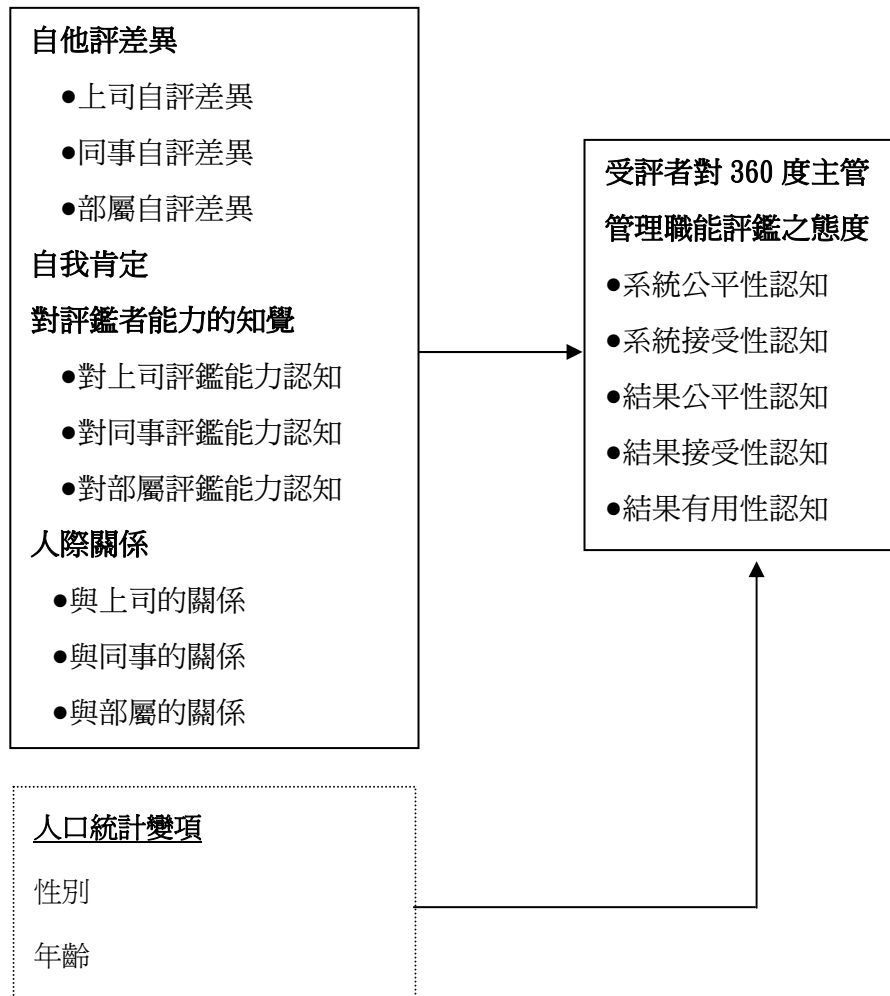 自他評差異
●上司自評差異
●同事自評差異
●部屬自評差異
自我肯定
對評鑑者能力的知覺
●對上司評鑑能力認知
●對同事評鑑能力認知
●對部屬評鑑能力認知
人際關係
●與上司的關係
●與同事的關係
●與部屬的關係
受評者對 360 度主管
管理職能評鑑之態度
●系統公平性認知
●系統接受性認知
●結果公平性認知
●結果接受性認知
●結果有用性認知
人口統計變項
性別
年齡